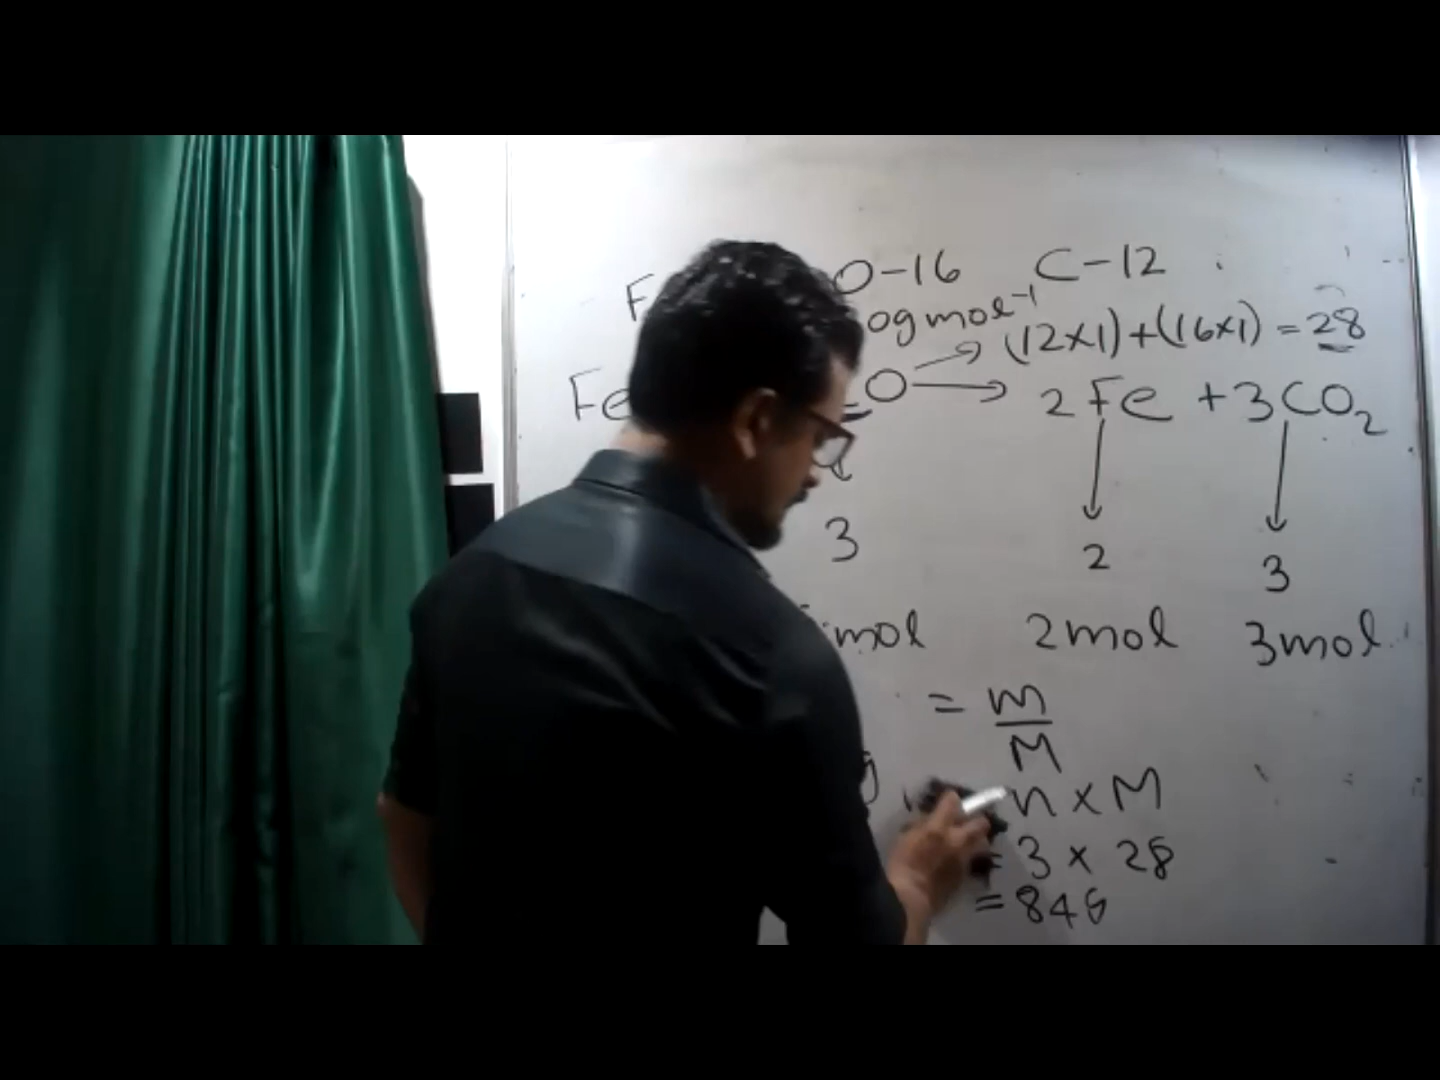 F O-16 C-12
og mol⁻¹
(12×1)+(16×1) = 28
Fe O → 2Fe + 3CO₂
3 2 3
mol 2mol 3mol
= m/M
g n × M
= 3 × 28
= 84g